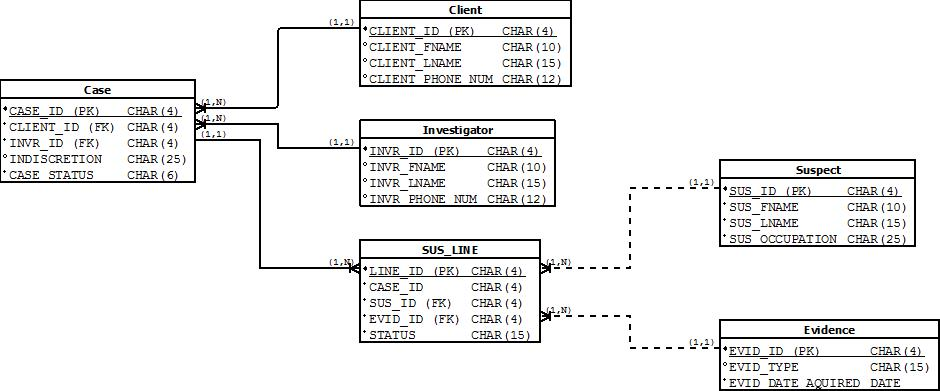 Client
CLIENT_ID (PK) CHAR(4)
CLIENT_FNAME CHAR(10)
CLIENT_LNAME CHAR(15)
CLIENT_PHONE_NUM CHAR(12)
(1,1)
Case
CASE_ID (PK) CHAR(4)
CLIENT_ID (FK) CHAR(4)
INVR_ID (FK) CHAR(4)
INDISCRETION CHAR(25)
CASE_STATUS CHAR(6)
(1,N)
(1,N)
(1,1)
Investigator
INVR_ID (PK) CHAR(4)
INVR_FNAME CHAR(10)
INVR_LNAME CHAR(15)
INVR_PHONE_NUM CHAR(12)
(1,1)
Suspect
SUS_ID (PK) CHAR(4)
SUS_FNAME CHAR(10)
SUS_LNAME CHAR(15)
SUS_OCCUPATION CHAR(25)
(1,1)
SUS_LINE
LINE_ID (PK) CHAR(4)
CASE_ID CHAR(4)
SUS_ID (FK) CHAR(4)
EVID_ID (FK) CHAR(4)
STATUS CHAR(15)
(1,N)
(1,N)
(1,N)
Evidence
EVID_ID (PK) CHAR(4)
EVID_TYPE CHAR(15)
EVID_DATE_AQUIRED DATE
(1,1)